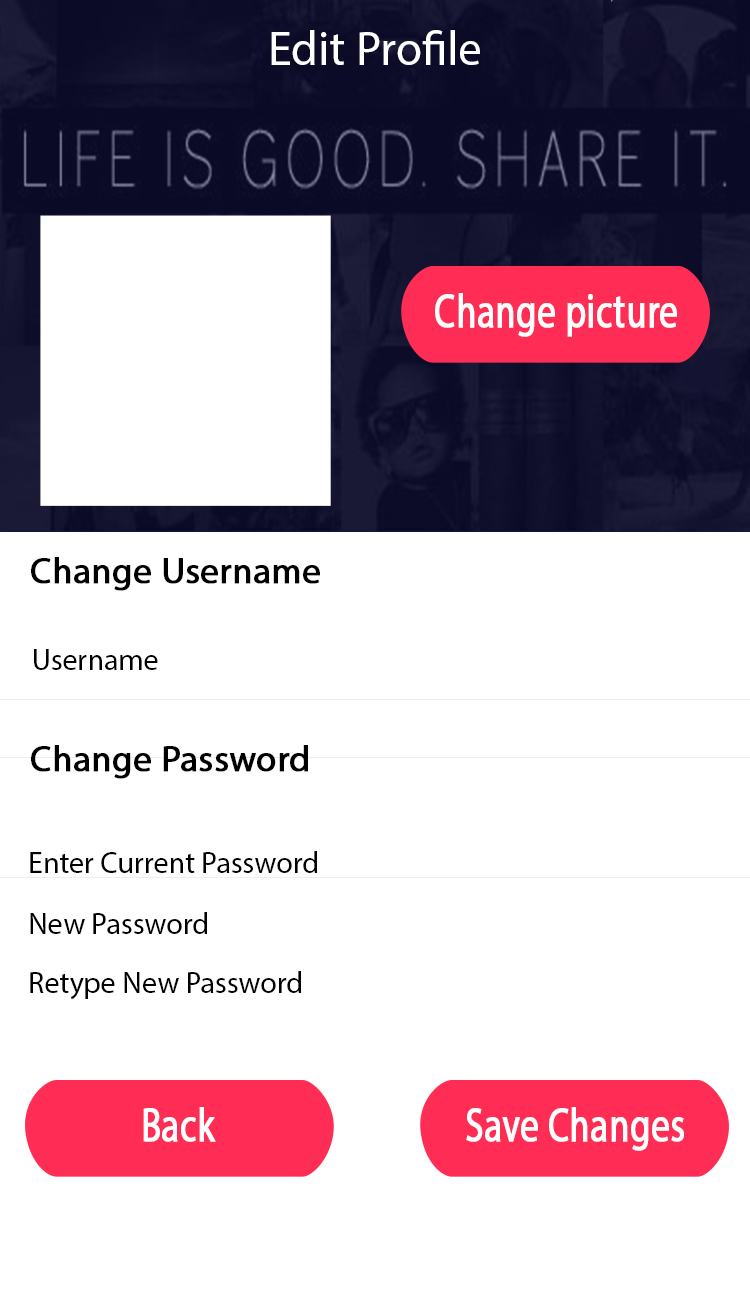 Edit Profile
LIFE IS GOOD. SHARE IT.
Change picture
Change Username
Username
Change Password
Enter Current Password
New Password
Retype New Password
Back
Save Changes